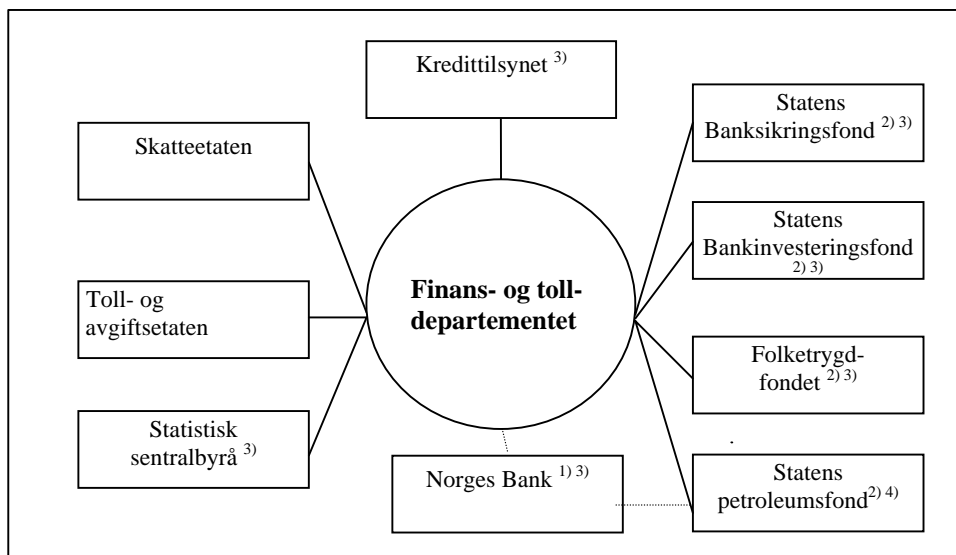 Kredittilsynet 3)
Statens
Banksikringsfond 2) 3)
Skatteetaten
Statens
Bankinvesteringsfond
2) 3)
Finans- og toll-
departementet
Toll- og
avgiftsetaten
Folketrygd-
fondet 2) 3)
Statistisk
sentralbyrå 3)
Norges Bank 1) 3)
Statens
petroleumsfond2) 4)